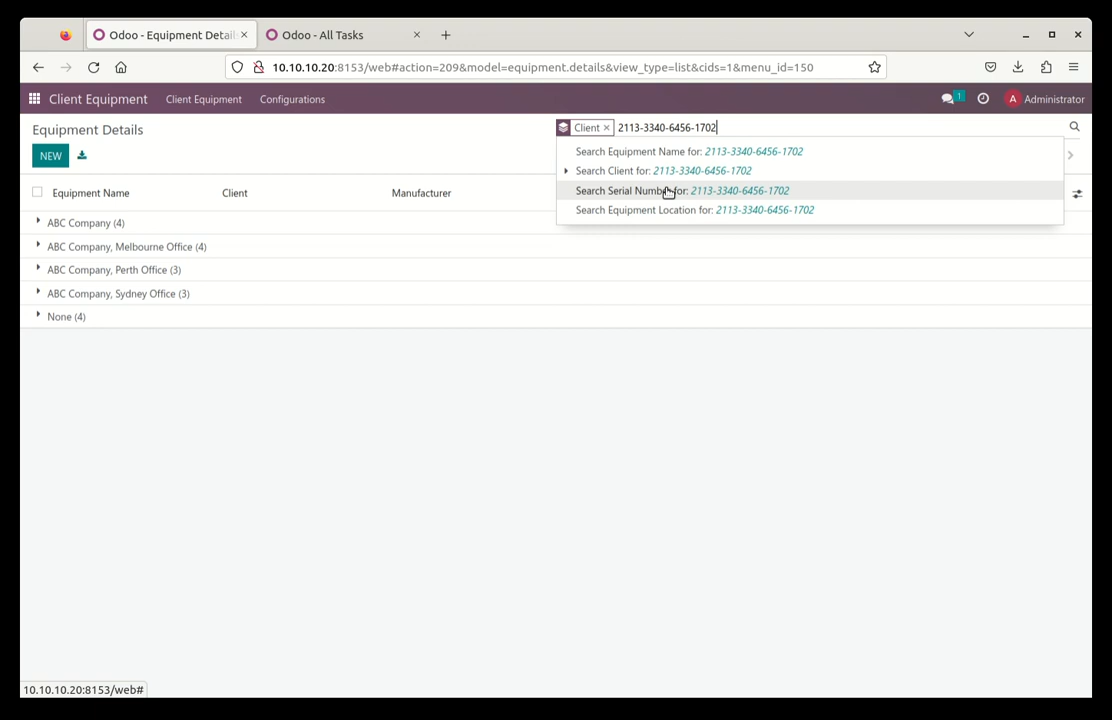 Odoo - Equipment Detail
Odoo - All Tasks
10.10.10.20:8153/web#action=209&model=equipment.details&view_type=list&cids=1&menu_id=150
Client Equipment
Client Equipment
Configurations
1
A
Administrator
Equipment Details
Client × 2113-3340-6456-1702
NEW
Search Equipment Name for: 2113-3340-6456-1702
Search Client for: 2113-3340-6456-1702
Search Serial Number for: 2113-3340-6456-1702
Search Equipment Location for: 2113-3340-6456-1702
Equipment Name
Client
Manufacturer
ABC Company (4)
ABC Company, Melbourne Office (4)
ABC Company, Perth Office (3)
ABC Company, Sydney Office (3)
None (4)
10.10.10.20:8153/web#